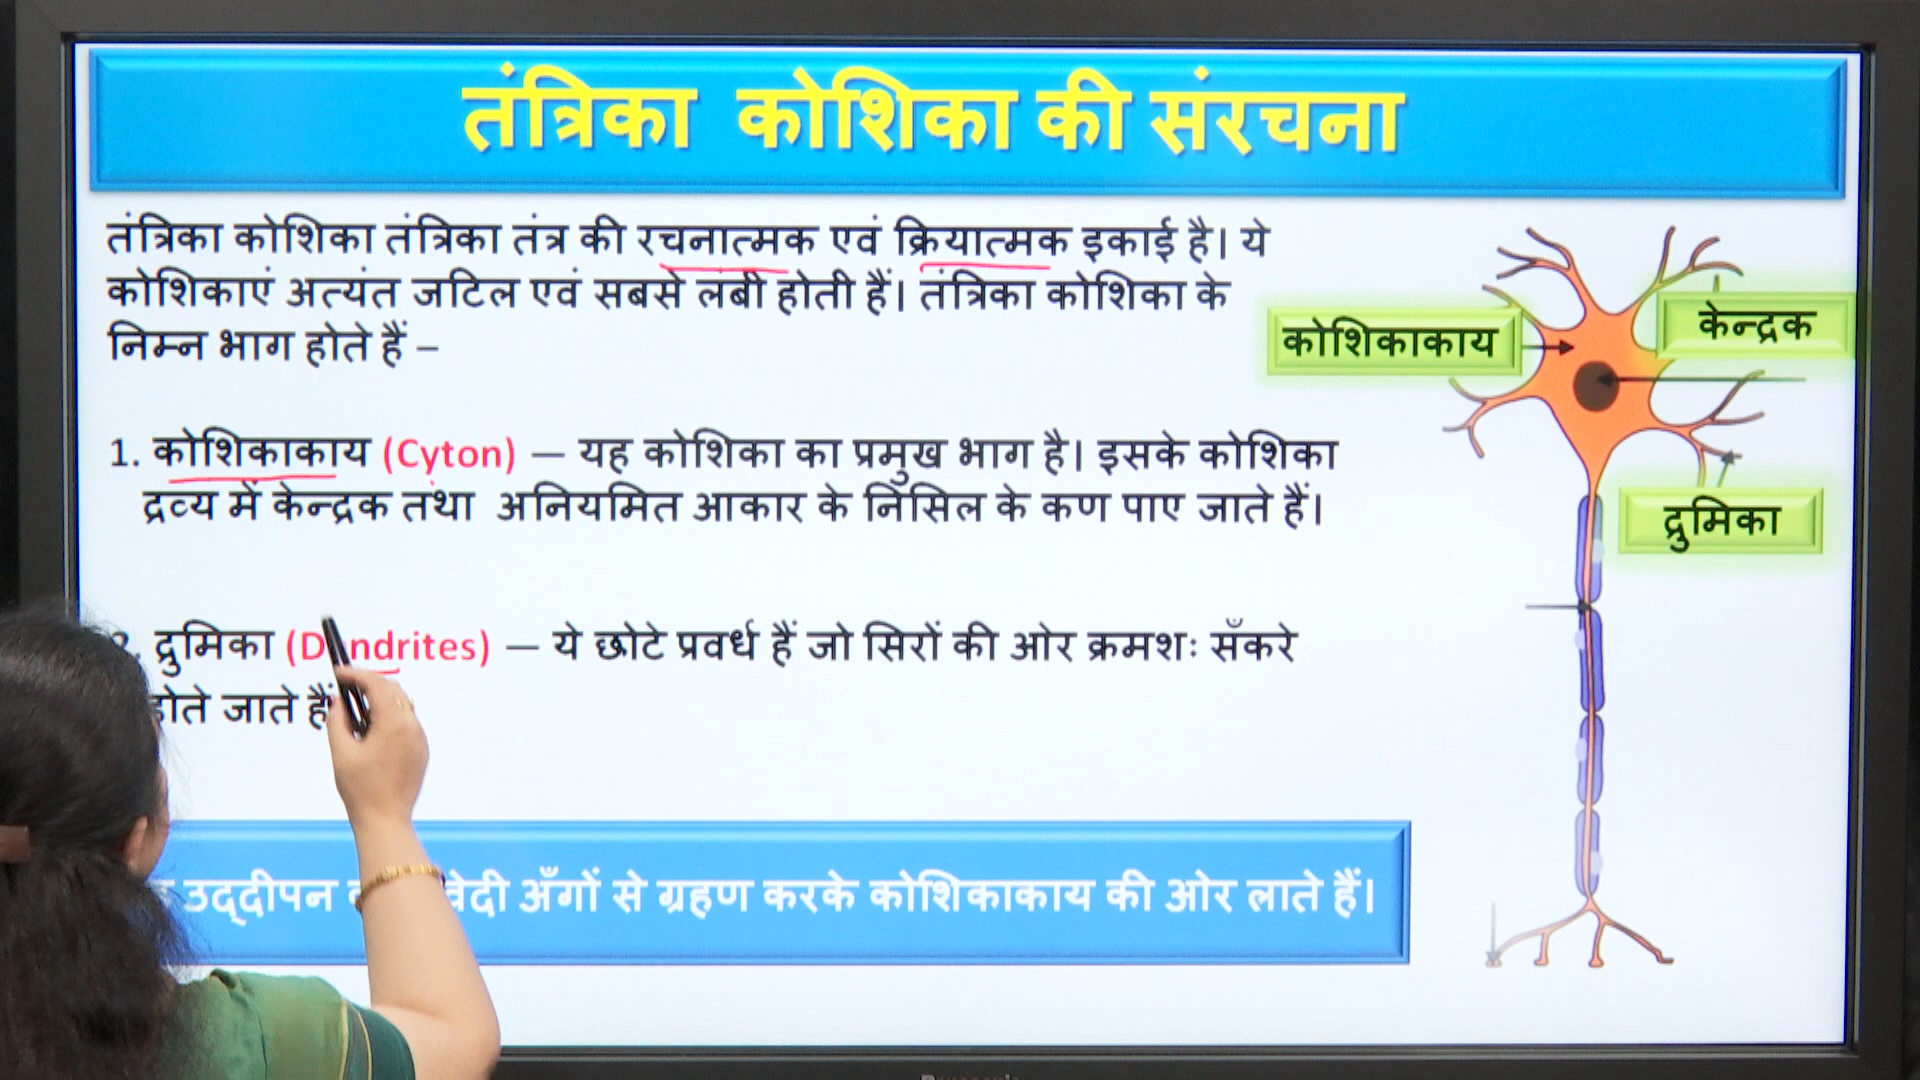 तंत्रिका कोशिका की संरचना
तंत्रिका कोशिका तंत्रिका तंत्र की रचनात्मक एवं क्रियात्मक इकाई है। ये
कोशिकाएं अत्यंत जटिल एवं सबसे लंबी होती हैं। तंत्रिका कोशिका के
निम्न भाग होते हैं –
कोशिकाकाय
केन्द्रक
1. कोशिकाकाय (Cyton) — यह कोशिका का प्रमुख भाग है। इसके कोशिका
द्रव्य में केन्द्रक तथा अनियमित आकार के निसिल के कण पाए जाते हैं।
द्रुमिका
द्रुमिका (Dendrites) — ये छोटे प्रवर्ध हैं जो सिरों की ओर क्रमशः सँकरे
होते जाते हैं
उद्दीपन अँगों से ग्रहण करके कोशिकाकाय की ओर लाते हैं।